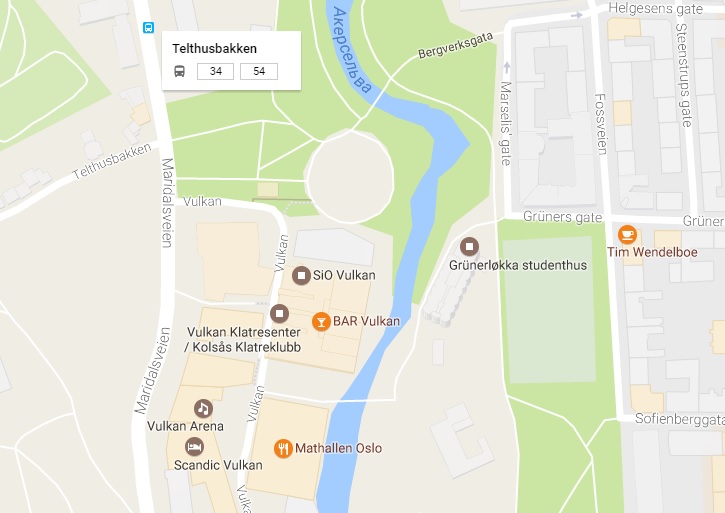 Helgesens gate
Акерсельва
Bergverksgata
Steenstrups gate
Telthusbakken
34 54
Marselis' gate
Fossveien
Telthusbakken
Maridalsveien
Vulkan
Grüners gate
Grüner
Vulkan
Tim Wendelboe
Grünerløkka studenthus
SiO Vulkan
BAR Vulkan
Vulkan Klatresenter
/ Kolsås Klatreklubb
Maridalsveien
Vulkan
Vulkan Arena
Sofienberggata
Mathallen Oslo
Scandic Vulkan
Vulk